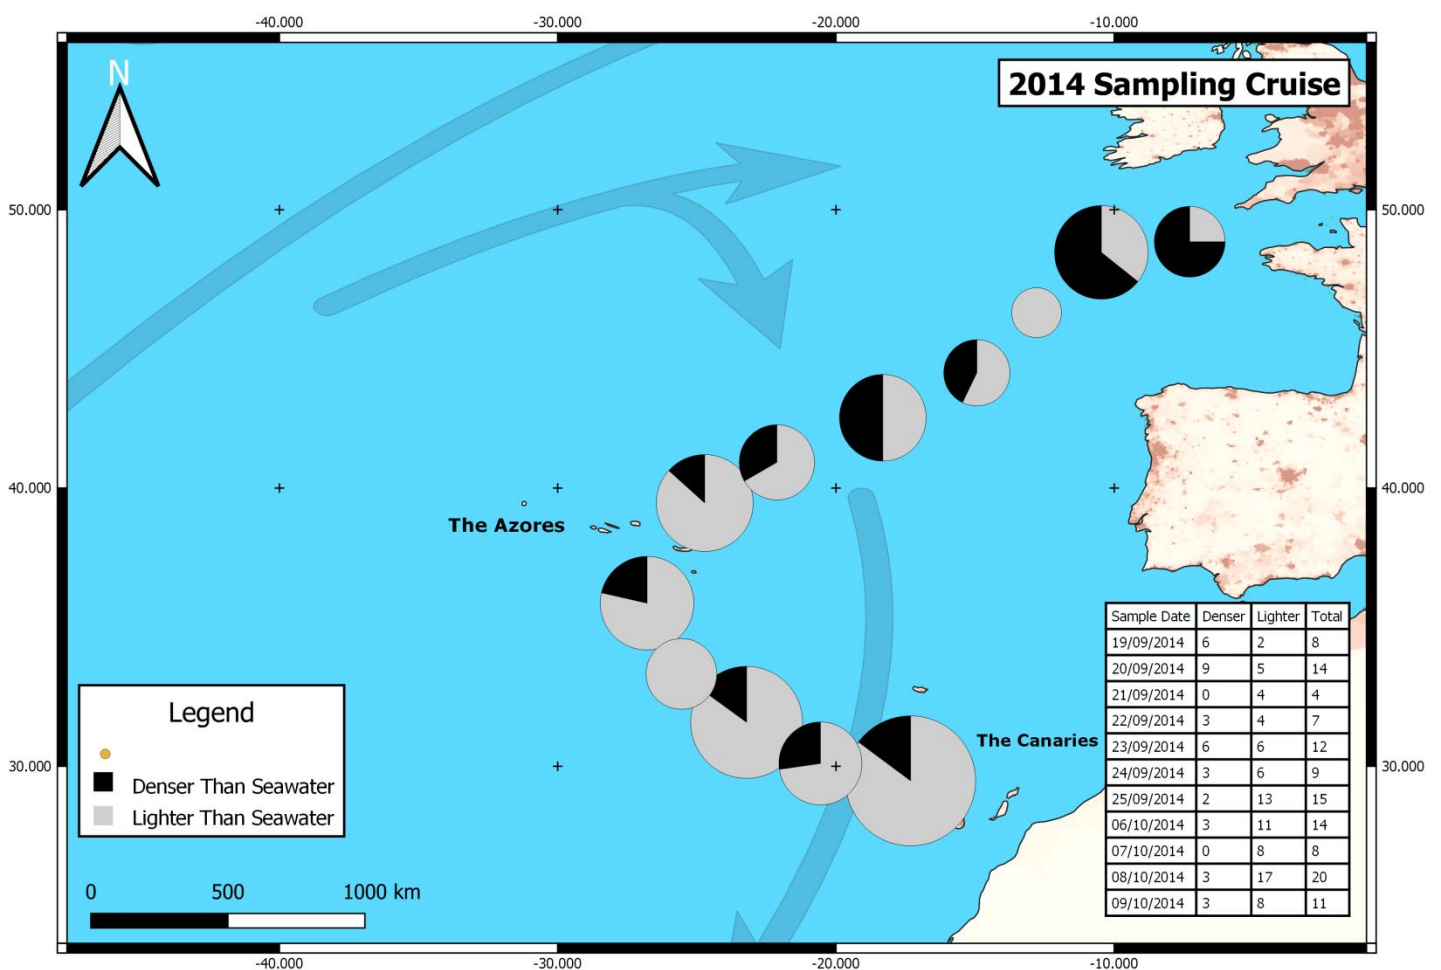 -40.000 -30.000 -20.000 -10.000
N
2014 Sampling Cruise
50.000 50.000
40.000 40.000
The Azores
The Canaries
30.000 30.000
Sample Date Denser Lighter Total
19/09/2014 6 2 8
20/09/2014 9 5 14
21/09/2014 0 4 4
22/09/2014 3 4 7
23/09/2014 6 6 12
24/09/2014 3 6 9
25/09/2014 2 13 15
06/10/2014 3 11 14
07/10/2014 0 8 8
08/10/2014 3 17 20
09/10/2014 3 8 11
Legend
Denser Than Seawater
Lighter Than Seawater
0 500 1000 km
-40.000 -30.000 -20.000 -10.000